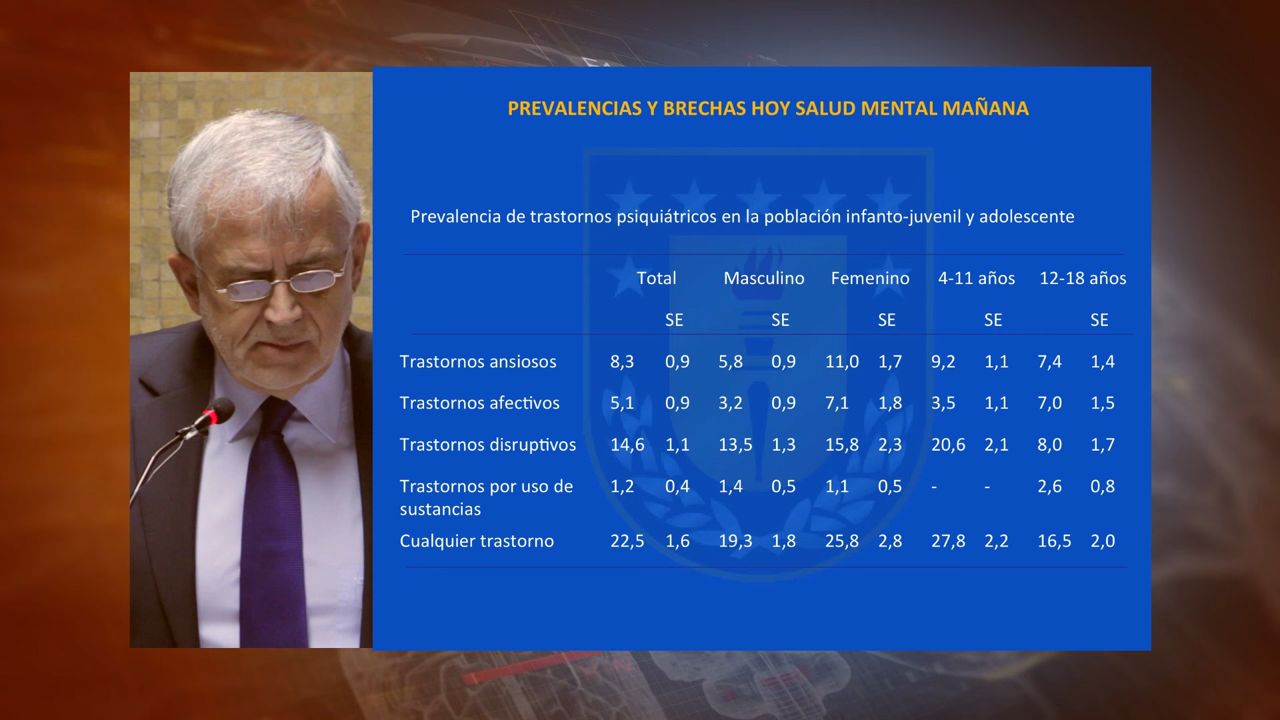 PREVALENCIAS Y BRECHAS HOY SALUD MENTAL MAÑANA
Prevalencia de trastornos psiquiátricos en la población infanto-juvenil y adolescente
Total Masculino Femenino 4-11 años 12-18 años
SE SE SE SE SE
Trastornos ansiosos 8,3 0,9 5,8 0,9 11,0 1,7 9,2 1,1 7,4 1,4
Trastornos afectivos 5,1 0,9 3,2 0,9 7,1 1,8 3,5 1,1 7,0 1,5
Trastornos disruptivos 14,6 1,1 13,5 1,3 15,8 2,3 20,6 2,1 8,0 1,7
Trastornos por uso de 1,2 0,4 1,4 0,5 1,1 0,5 - - 2,6 0,8
sustancias
Cualquier trastorno 22,5 1,6 19,3 1,8 25,8 2,8 27,8 2,2 16,5 2,0